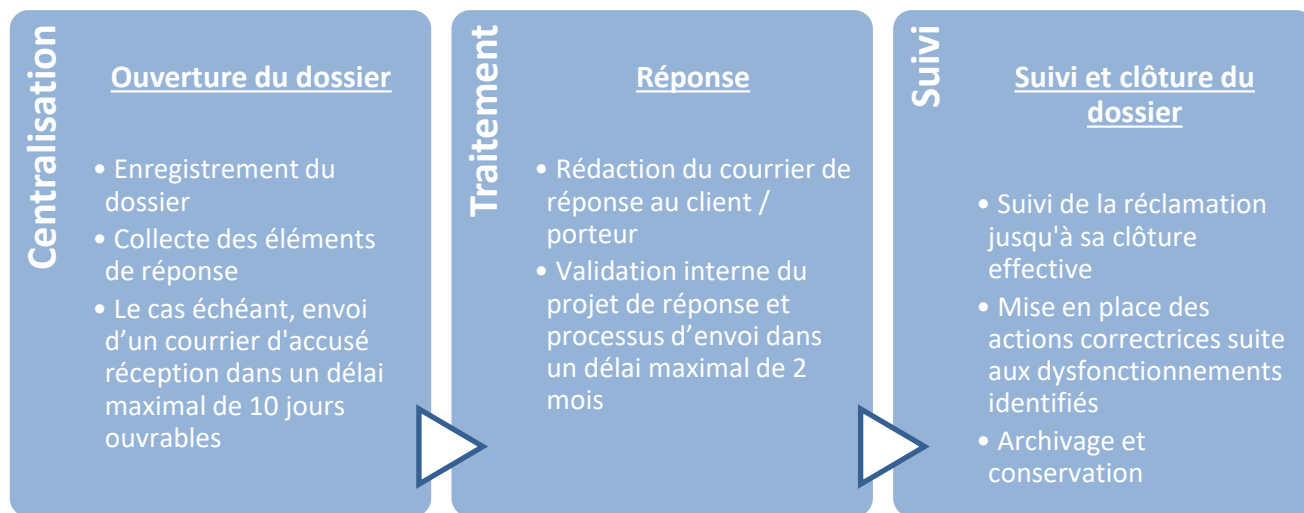 Centralisation
Ouverture du dossier
• Enregistrement du
dossier
• Collecte des éléments
de réponse
• Le cas échéant, envoi
d’un courrier d'accusé
réception dans un délai
maximal de 10 jours
ouvrables
Traitement
Réponse
• Rédaction du courrier de
réponse au client /
porteur
• Validation interne du
projet de réponse et
processus d’envoi dans
un délai maximal de 2
mois
Suivi
Suivi et clôture du
dossier
• Suivi de la réclamation
jusqu'à sa clôture
effective
• Mise en place des
actions correctrices suite
aux dysfonctionnements
identifiés
• Archivage et
conservation